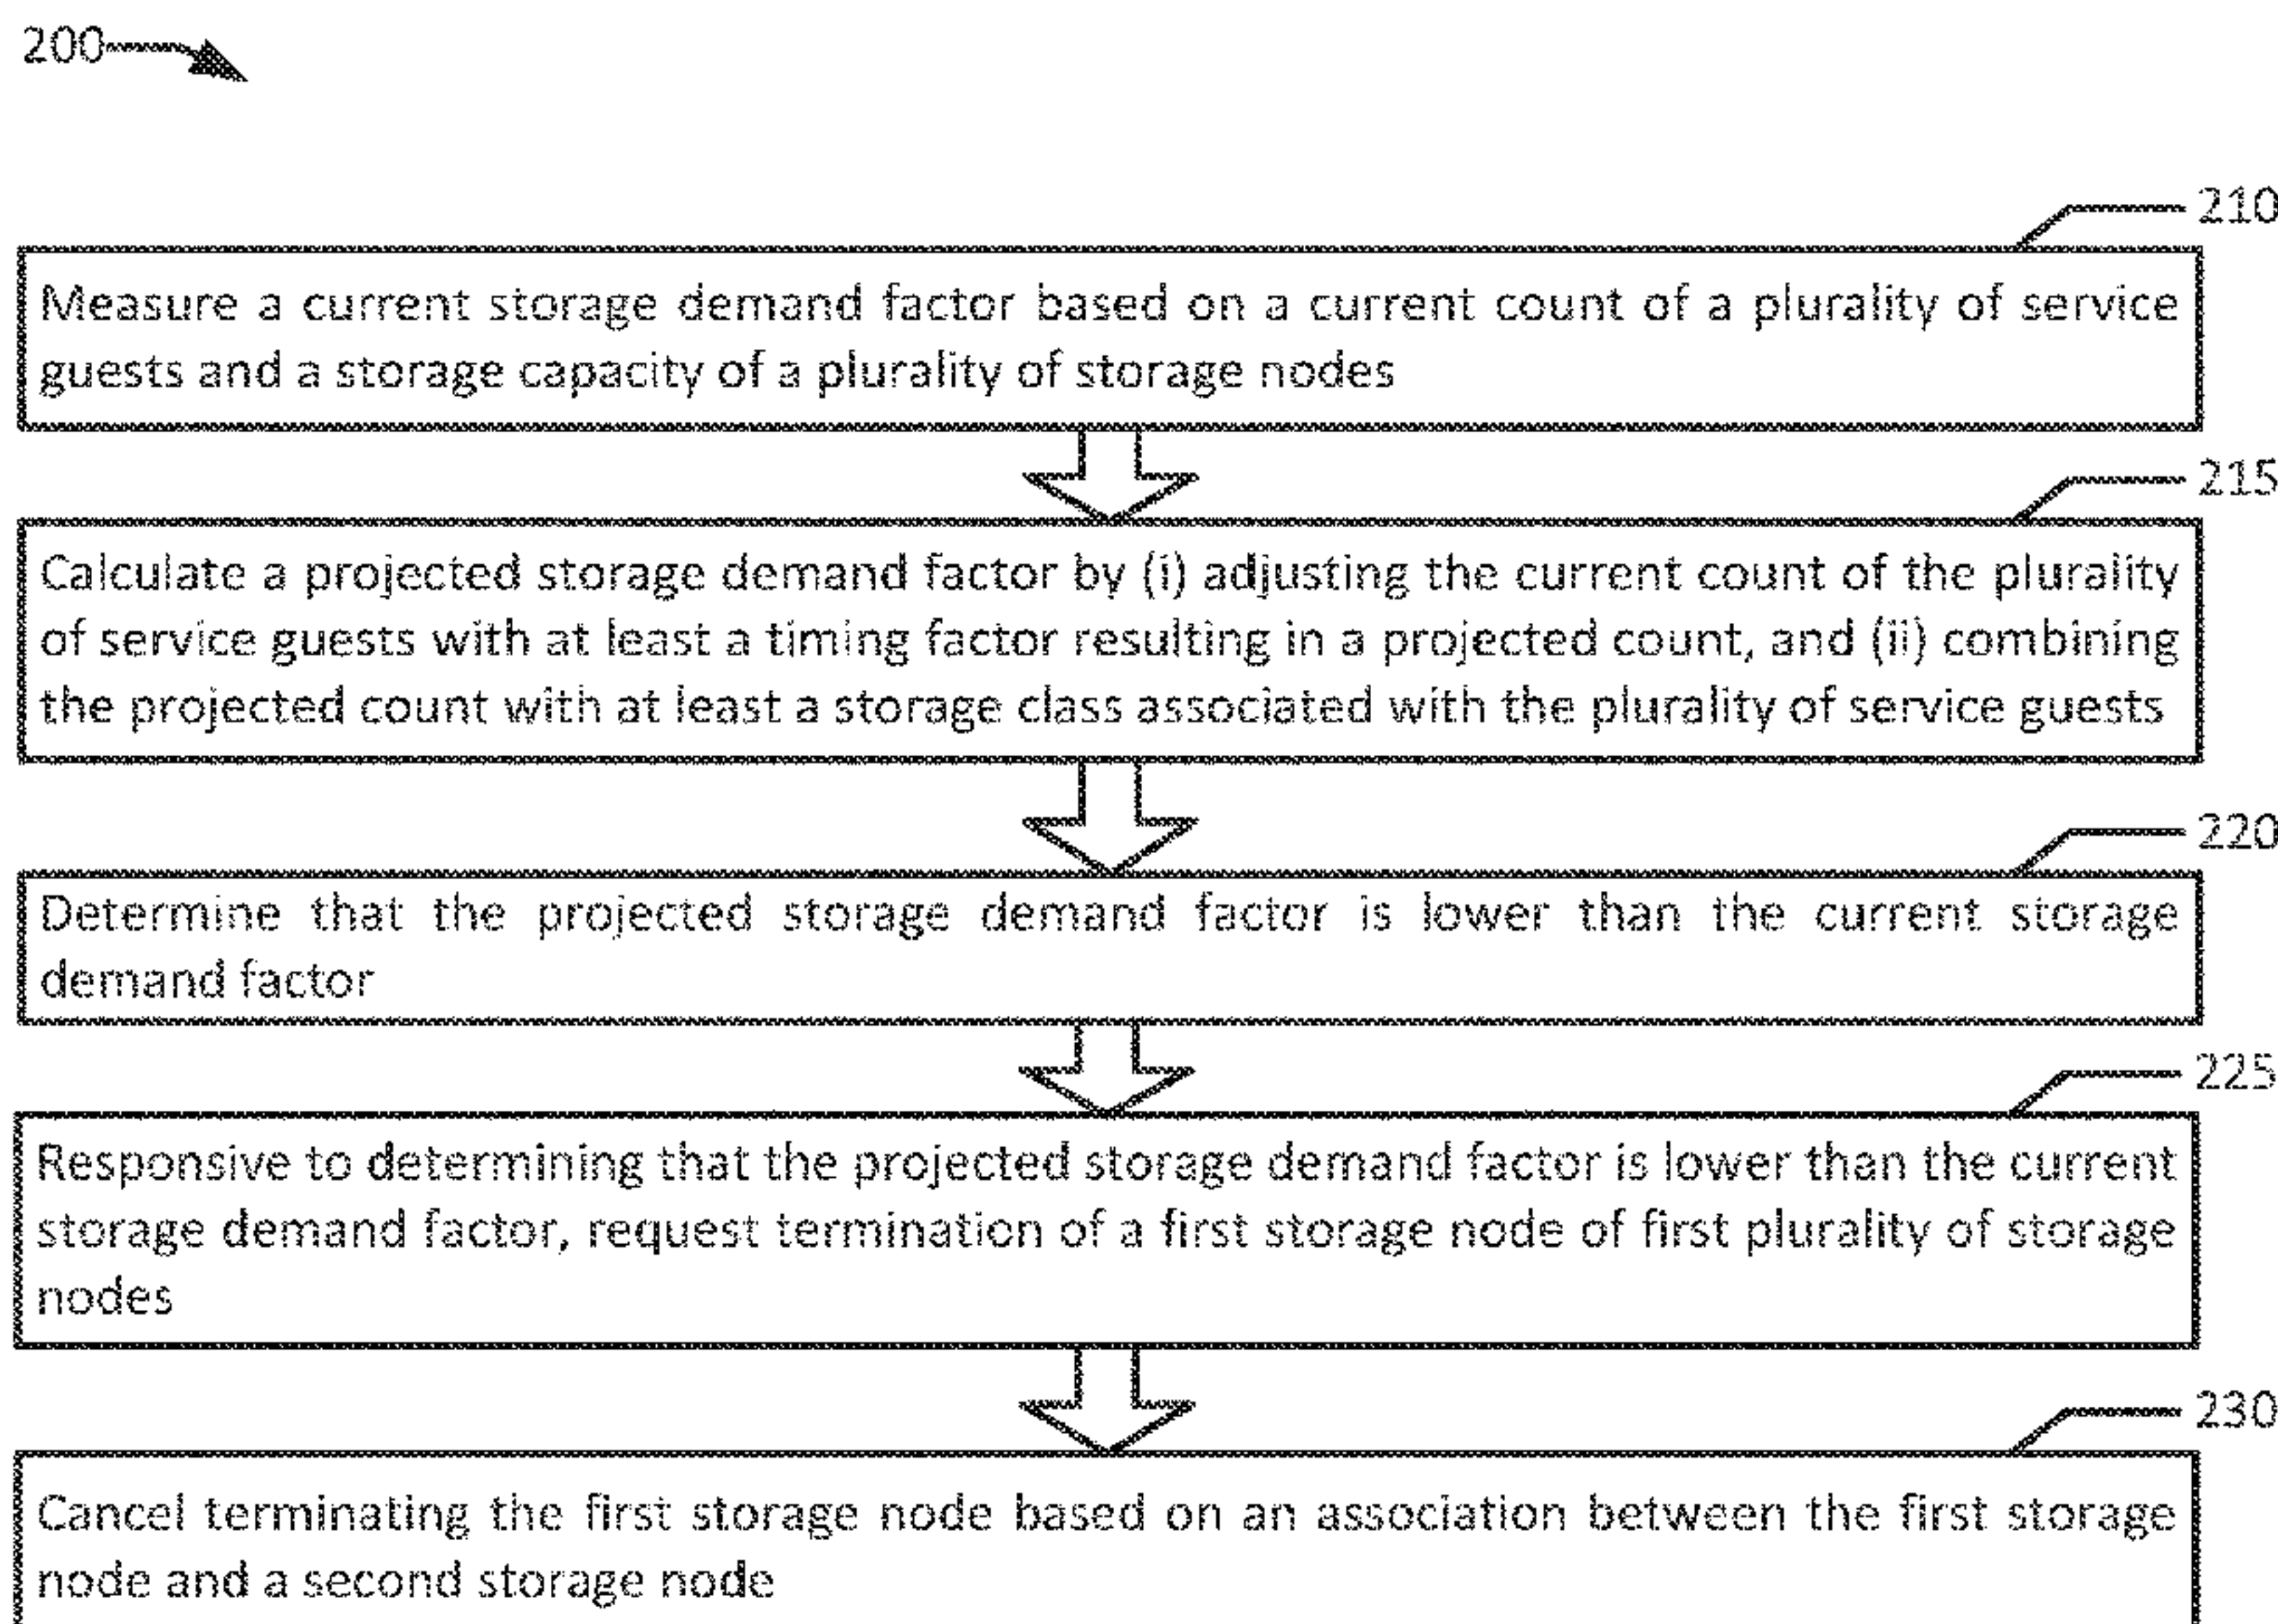 200
210
Measure a current storage demand factor based on a current count of a plurality of service
guests and a storage capacity of a plurality of storage nodes
215
Calculate a projected storage demand factor by (i) adjusting the current count of the plurality
of service guests with at least a timing factor resulting in a projected count, and (ii) combining
the projected count with at least a storage class associated with the plurality of service guests
220
Determine that the projected storage demand factor is lower than the current storage
demand factor
225
Responsive to determining that the projected storage demand factor is lower than the current
storage demand factor, request termination of a first storage node of first plurality of storage
nodes
230
Cancel terminating the first storage node based on an association between the first storage
node and a second storage node